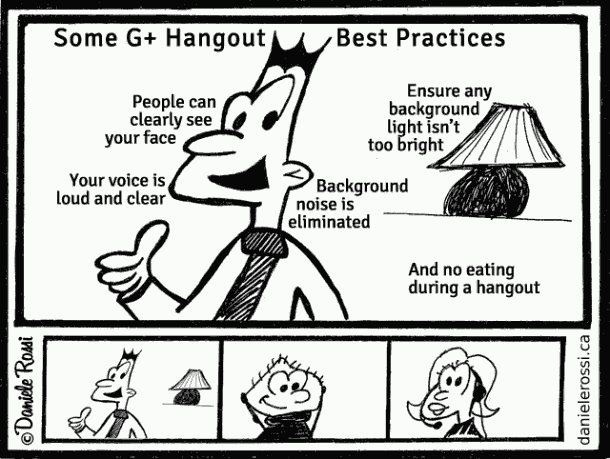 Some G+ Hangout Best Practices
People can
clearly see
your face
Ensure any
background
light isn't
too bright
Your voice is
loud and clear
Background
noise is
eliminated
And no eating
during a hangout
©Daniele Rossi
danielerossi.ca